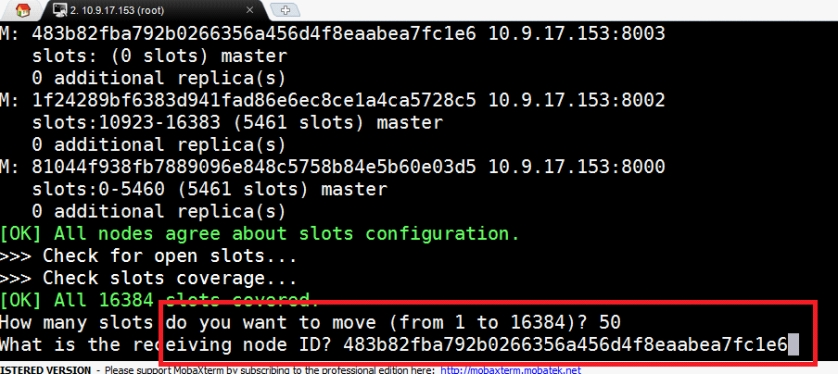 2. 10.9.17.153 (root)
M: 483b82fba792b0266356a456d4f8eaabea7fc1e6 10.9.17.153:8003
slots: (0 slots) master
0 additional replica(s)
M: 1f24289bf6383d941fad86e6ec8ce1a4ca5728c5 10.9.17.153:8002
slots:10923-16383 (5461 slots) master
0 additional replica(s)
M: 81044f938fb7889096e848c5758b84e5b60e03d5 10.9.17.153:8000
slots:0-5460 (5461 slots) master
0 additional replica(s)
[OK] All nodes agree about slots configuration.
>>> Check for open slots...
>>> Check slots coverage...
[OK] All 16384 slots covered.
How many slots do you want to move (from 1 to 16384)? 50
What is the receiving node ID? 483b82fba792b0266356a456d4f8eaabea7fc1e6
ISTERED VERSION - Please support MobaXterm by subscribing to the professional edition here: http://mobaxterm.mobatek.net